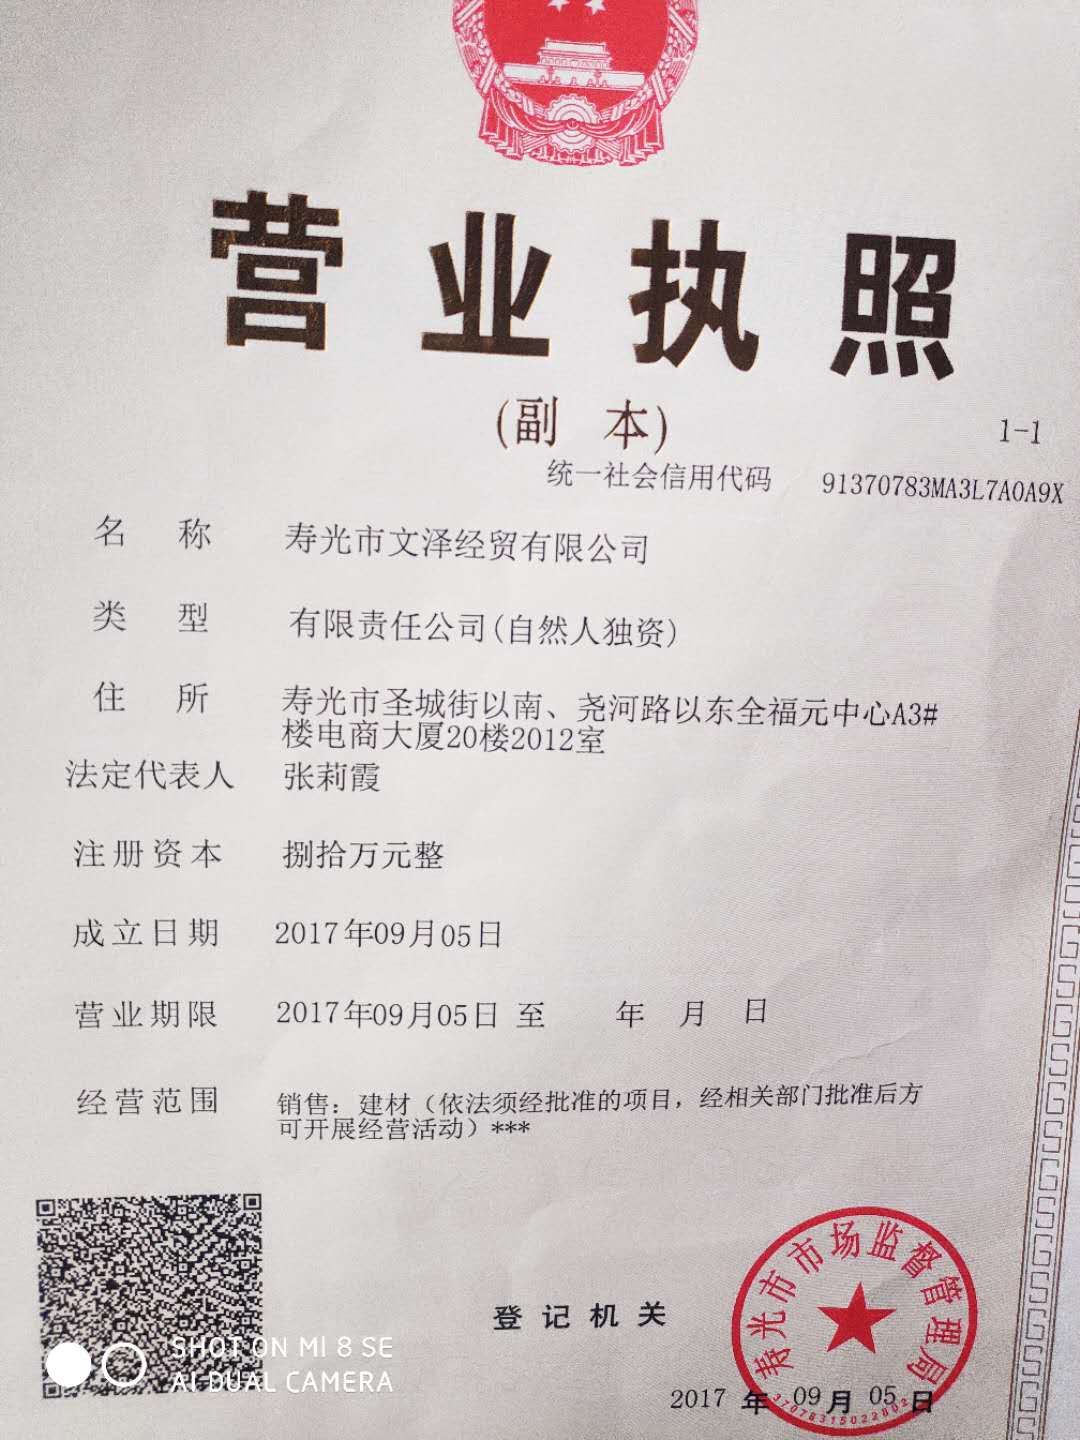 营业执照
(副 本)
1-1
统一社会信用代码 91370783MA3L7A0A9X
名称 寿光市文泽经贸有限公司
类型 有限责任公司(自然人独资)
住所 寿光市圣城街以南、尧河路以东全福元中心A3#
楼电商大厦20楼2012室
法定代表人 张莉霞
注册资本 捌拾万元整
成立日期 2017年09月05日
营业期限 2017年09月05日 至 年 月 日
经营范围 销售：建材（依法须经批准的项目，经相关部门批准后方
可开展经营活动）***
登记机关
寿光市市场监督管理局
3707831502280​2
2017 年 09 月 05 日
SHOT ON MI 8 SE
AI DUAL CAMERA